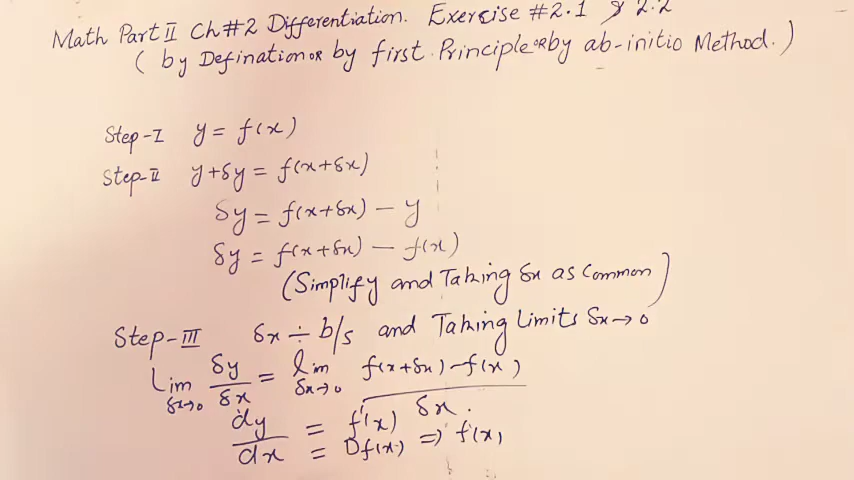 Math Part II Ch#2 Differentiation. Exercise #2.1 & 2.2
( by Defination OR by first Principle OR by ab-initio Method. )
Step-I y = f(x)
Step-II y+δy = f(x+δx)
δy = f(x+δx) - y
δy = f(x+δx) - f(x)
(Simplify and Taking δx as Common)
Step-III δx ÷ b/s and Taking Limits δx→0
Lim δx→0 δy/δx = lim δx→0 f(x+δx)-f(x) / δx.
dy/dx = f'(x)
= Df(x) ⇒ f'(x)